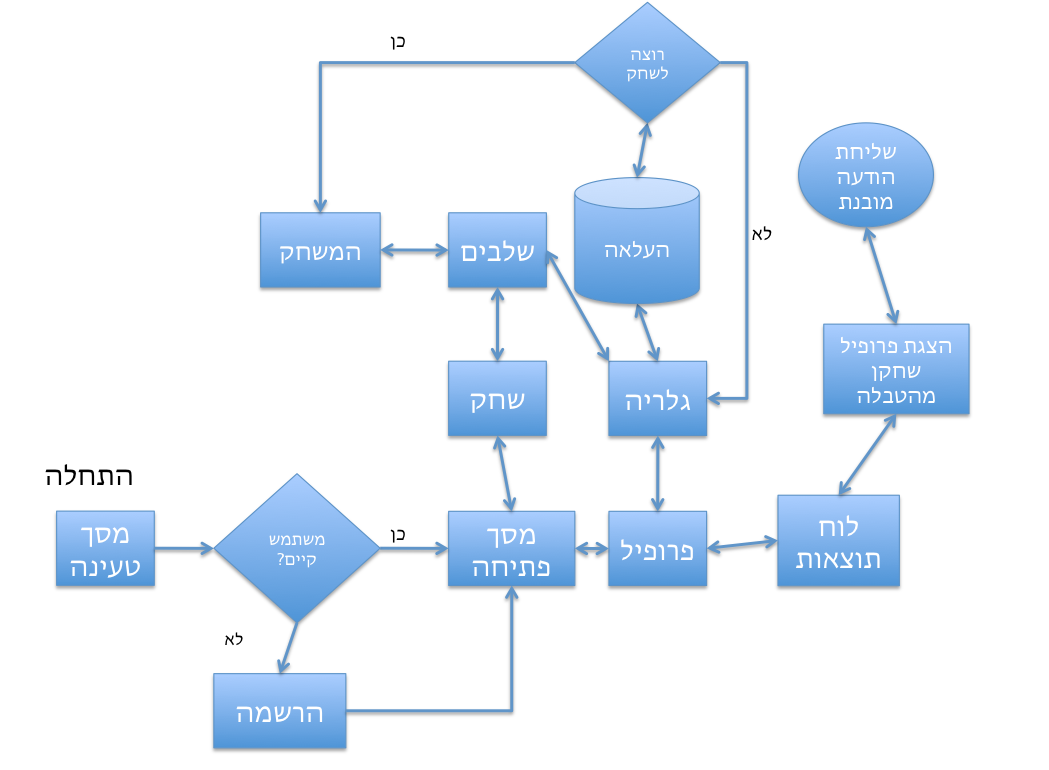 כן
רוצה
לשחק
שליחת
הודעה
מובנת
לא
המשחק
שלבים
העלאה
הצגת פרופיל
שחקן
מהטבלה
שחק
גלריה
התחלה
מסך
טעינה
משתמש
קיים?
כן
מסך
פתיחה
פרופיל
לוח
תוצאות
לא
הרשמה